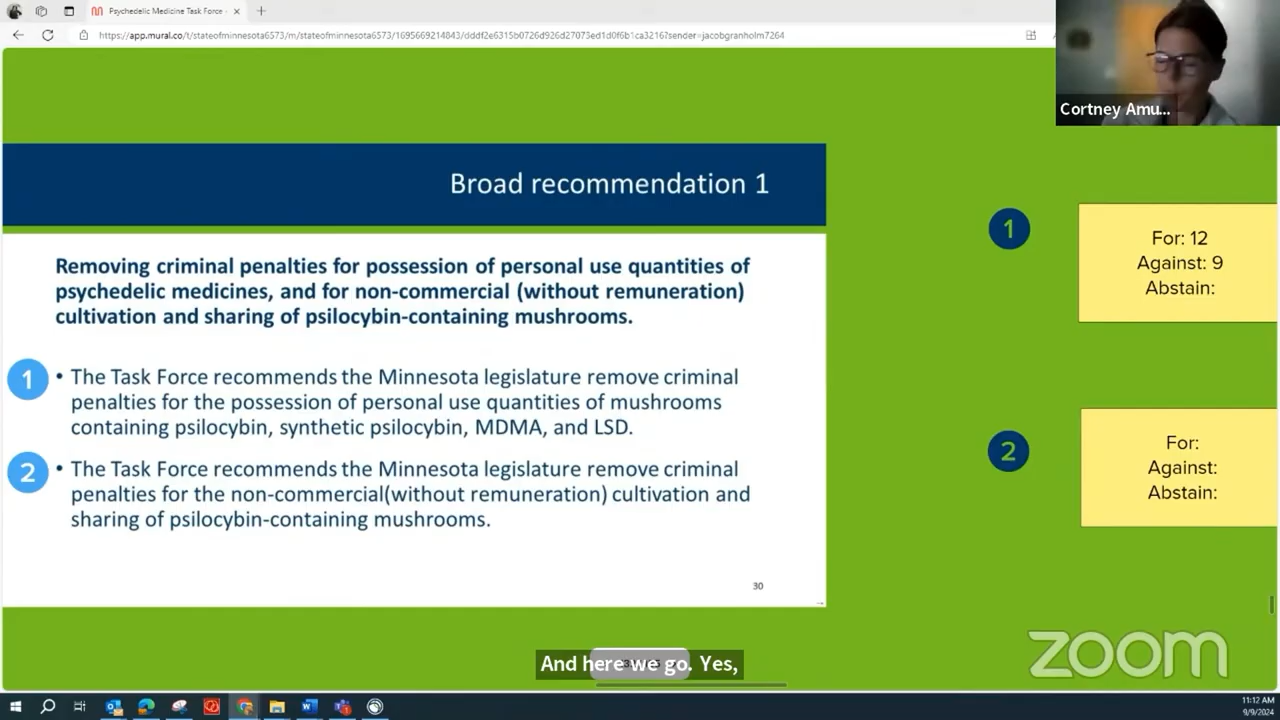 Psychedelic Medicine Task Force -
https://app.mural.co/t/stateofminnesota6573/m/stateofminnesota6573/1695669214843/dddf2e6315b0726d926d27073ed1d0f6b1ca3216?sender=jacobgranholm7264
Cortney Amu...
Broad recommendation 1
Removing criminal penalties for possession of personal use quantities of
psychedelic medicines, and for non-commercial (without remuneration)
cultivation and sharing of psilocybin-containing mushrooms.
1
• The Task Force recommends the Minnesota legislature remove criminal
penalties for the possession of personal use quantities of mushrooms
containing psilocybin, synthetic psilocybin, MDMA, and LSD.
2
• The Task Force recommends the Minnesota legislature remove criminal
penalties for the non-commercial(without remuneration) cultivation and
sharing of psilocybin-containing mushrooms.
30
1
For: 12
Against: 9
Abstain:
2
For:
Against:
Abstain:
And here we go. Yes,
zoom
11:12 AM
9/9/2024